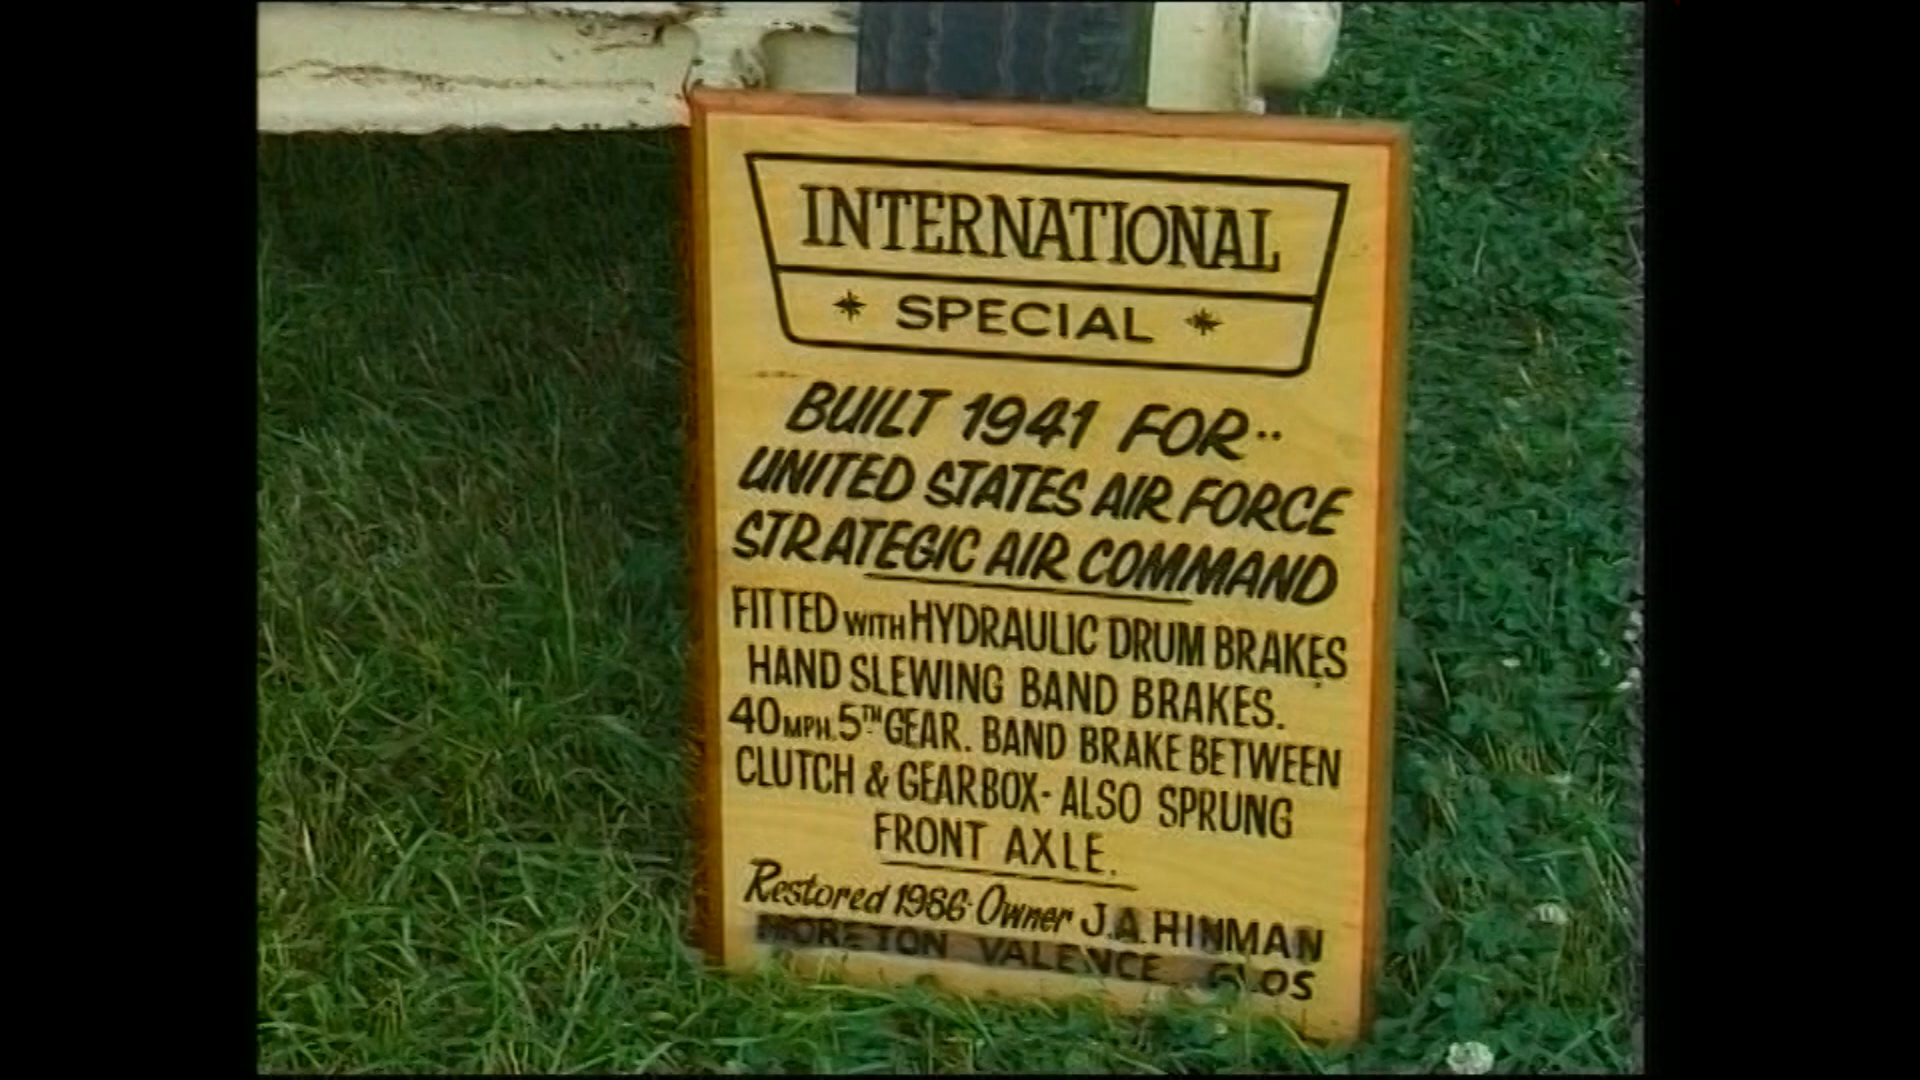 INTERNATIONAL
SPECIAL
BUILT 1941 FOR..
UNITED STATES AIR FORCE
STRATEGIC AIR COMMAND
FITTED WITH HYDRAULIC DRUM BRAKES
HAND SLEWING BAND BRAKES.
40 MPH. 5TH GEAR. BAND BRAKE BETWEEN
CLUTCH & GEARBOX- ALSO SPRUNG
FRONT AXLE.
Restored 1986 Owner J.A. HINMAN
MORETON VALENCE GLOS